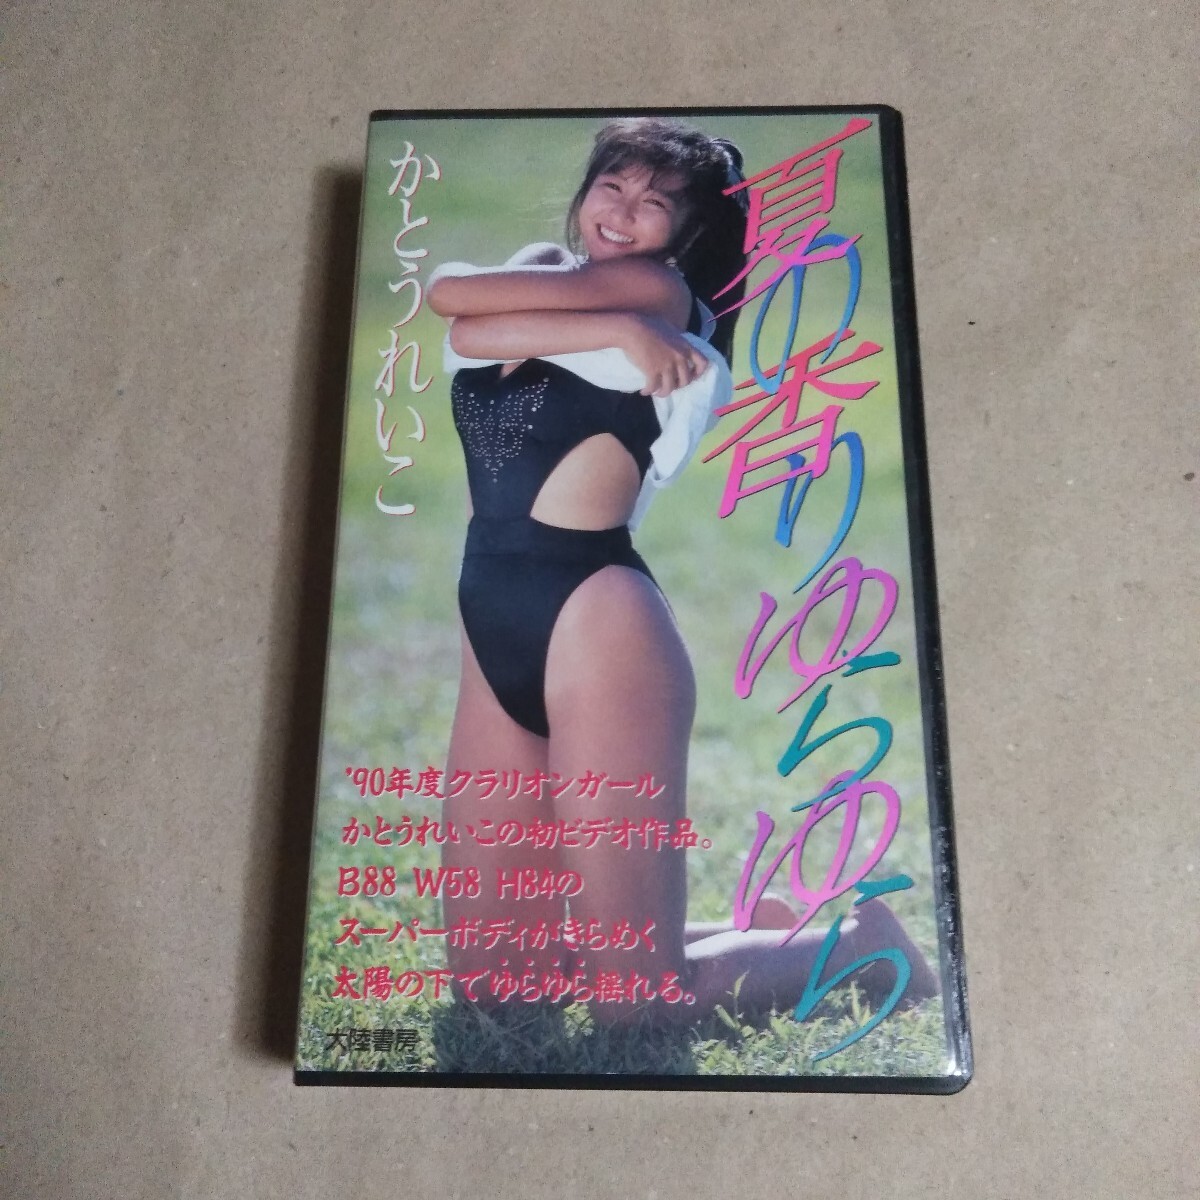 夏の香りゆらゆら
かとうれいこ
'90年度クラリオンガール
かとうれいこの初ビデオ作品。
B88 W58 H84の
スーパーボディがきらめく
太陽の下でゆらゆら揺れる。
大陸書房